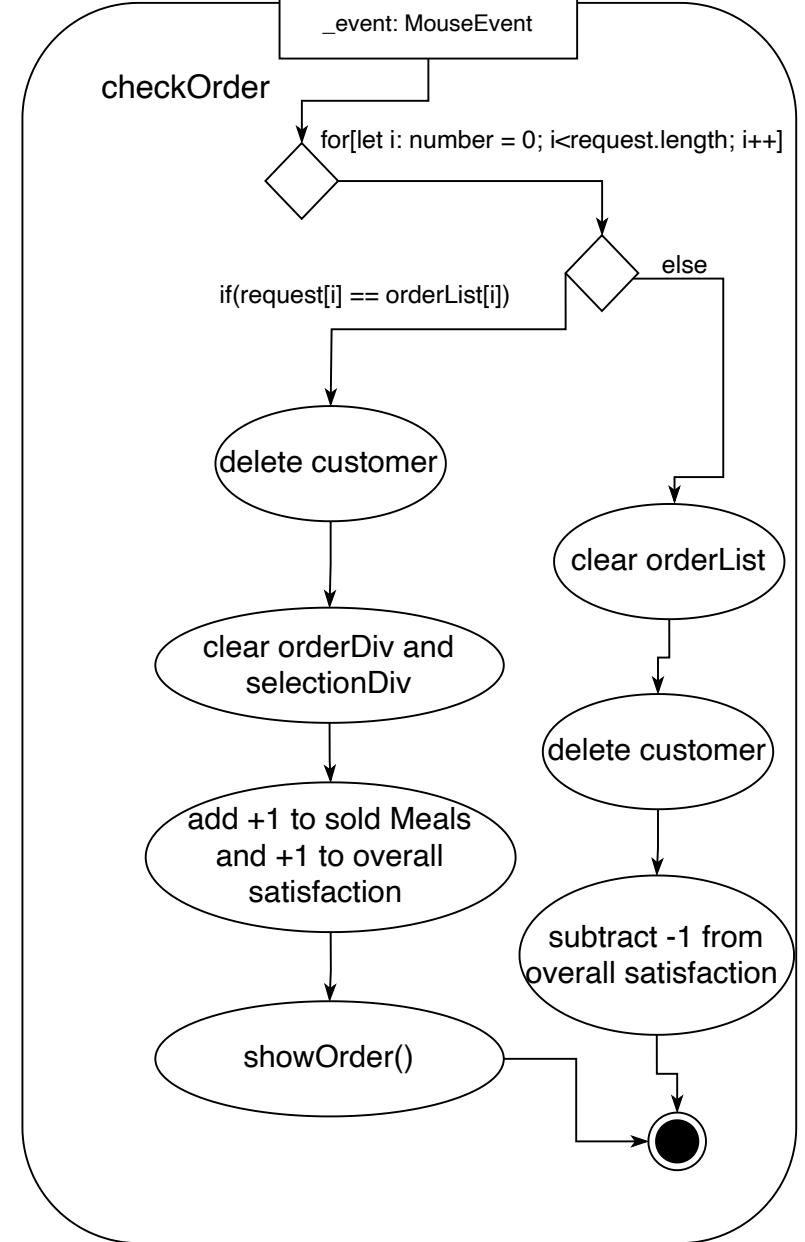 _event: MouseEvent
checkOrder
for[let i: number = 0; i<request.length; i++]
else
if(request[i] == orderList[i])
delete customer
clear orderList
clear orderDiv and
selectionDiv
delete customer
add +1 to sold Meals
and +1 to overall
satisfaction
subtract -1 from
overall satisfaction
showOrder()